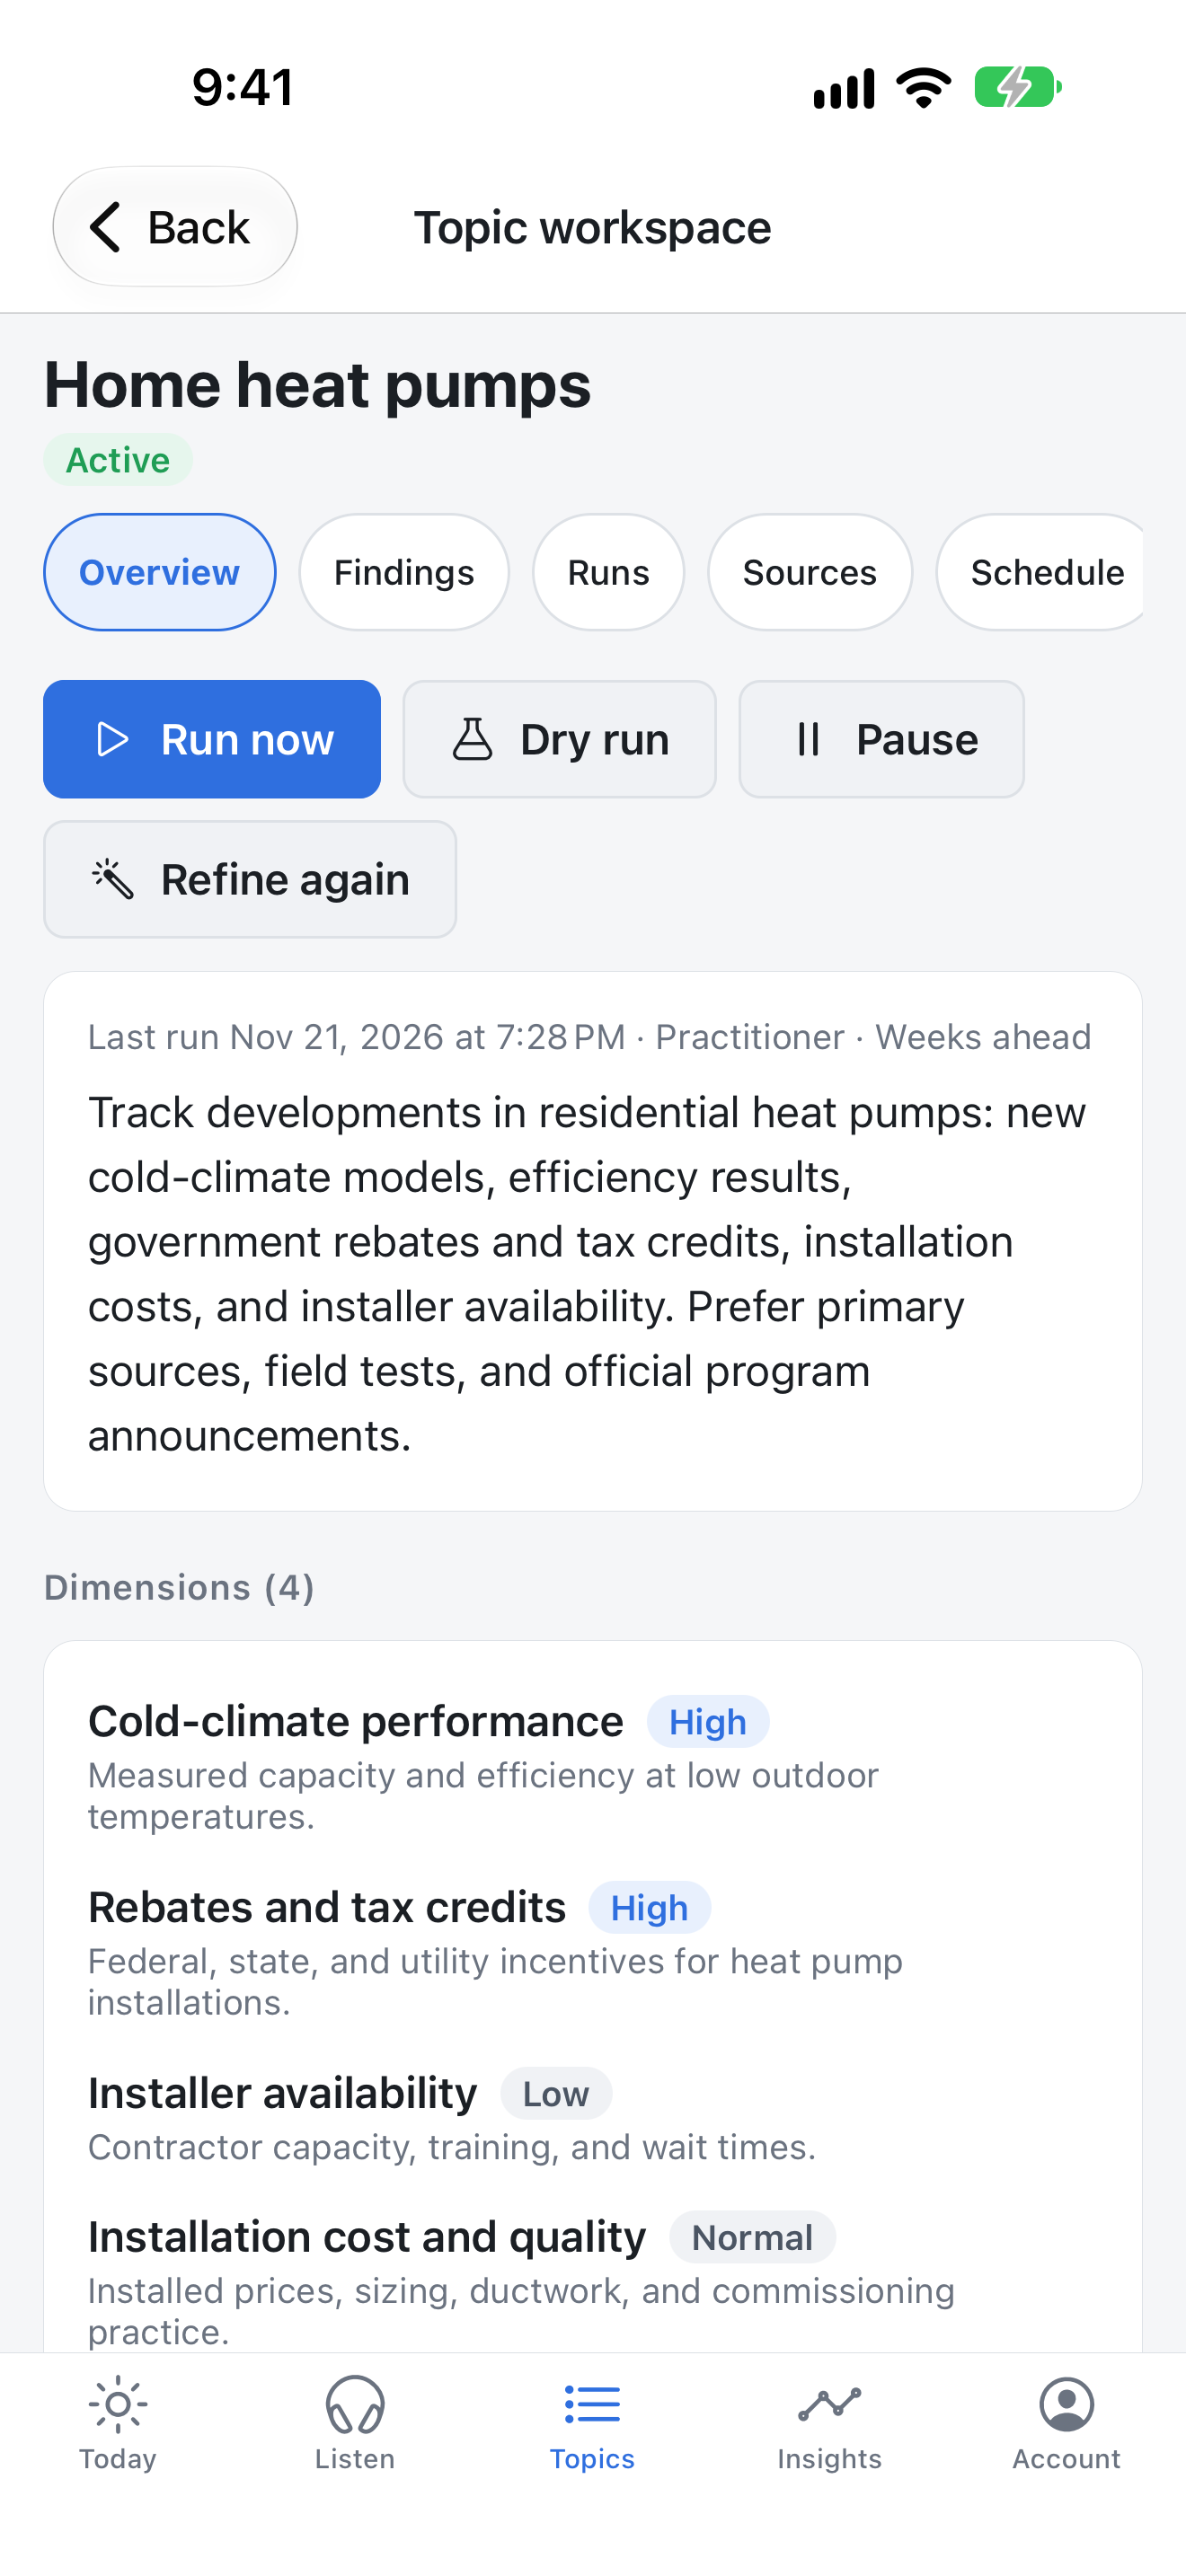 9:41
Back
Topic workspace
Home heat pumps
Active
Overview
Findings
Runs
Sources
Schedule
Run now
Dry run
Pause
Refine again
Last run Nov 21, 2026 at 7:28 PM · Practitioner · Weeks ahead
Track developments in residential heat pumps: new
cold-climate models, efficiency results,
government rebates and tax credits, installation
costs, and installer availability. Prefer primary
sources, field tests, and official program
announcements.
Dimensions (4)
Cold-climate performance
High
Measured capacity and efficiency at low outdoor
temperatures.
Rebates and tax credits
High
Federal, state, and utility incentives for heat pump
installations.
Installer availability
Low
Contractor capacity, training, and wait times.
Installation cost and quality
Normal
Installed prices, sizing, ductwork, and commissioning
practice.
Today
Listen
Topics
Insights
Account